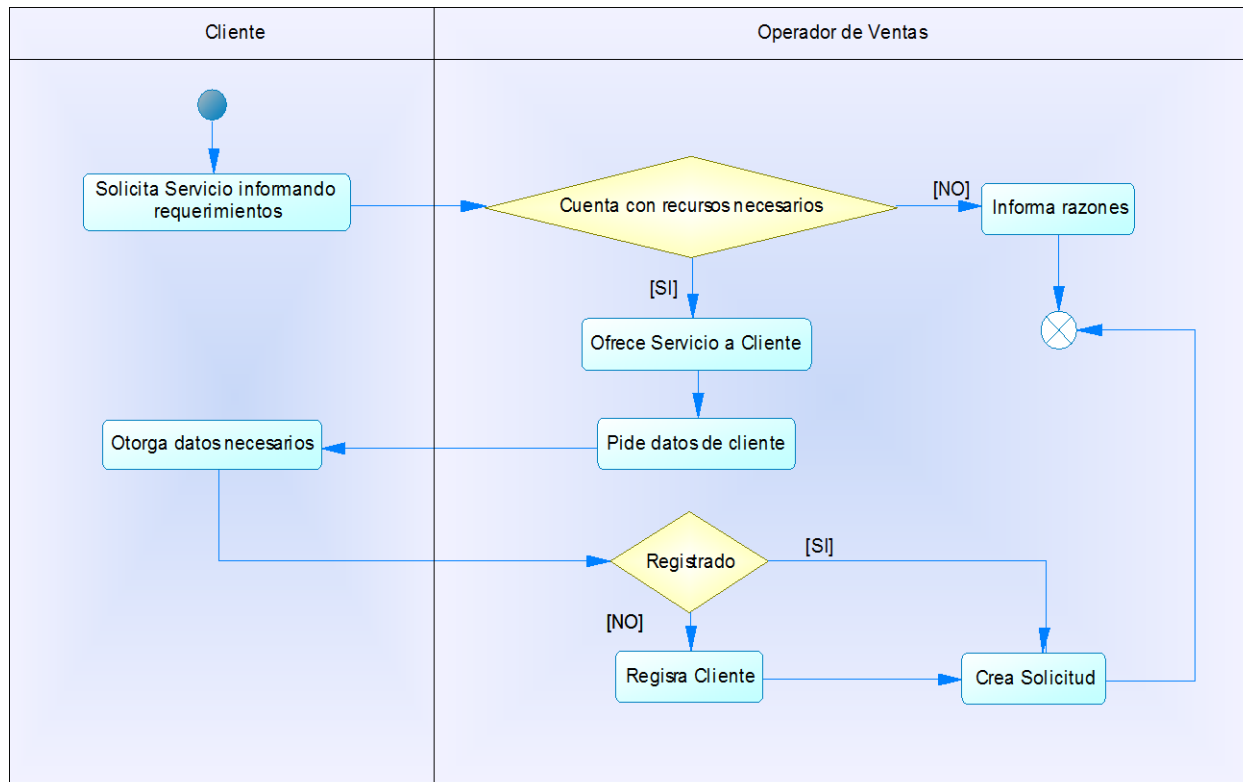 Cliente
Operador de Ventas
Solicita Servicio informando
requerimientos
Cuenta con recursos necesarios
[NO]
Informa razones
[SI]
Ofrece Servicio a Cliente
Otorga datos necesarios
Pide datos de cliente
Registrado
[SI]
[NO]
Regisra Cliente
Crea Solicitud